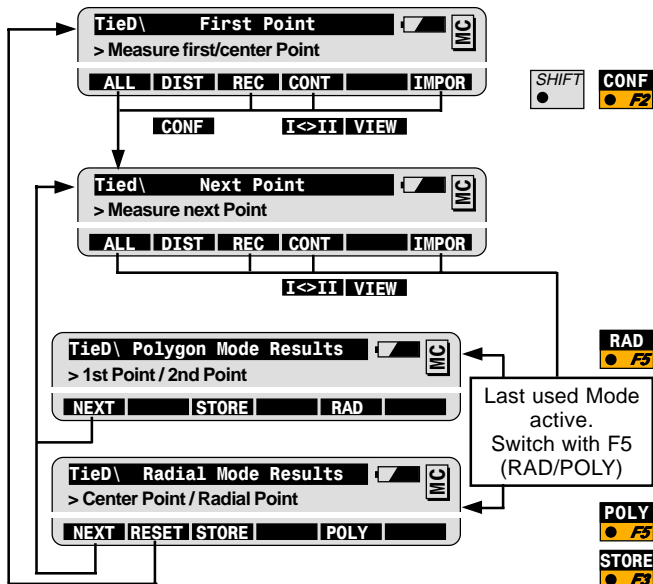 TieD\ First Point MC
> Measure first/center Point
ALL DIST REC CONT IMPOR
CONF I<>II VIEW
SHIFT CONF
F2
Tied\ Next Point MC
> Measure next Point
ALL DIST REC CONT IMPOR
I<>II VIEW
TieD\ Polygon Mode Results MC
> 1st Point / 2nd Point
NEXT STORE RAD
RAD
F5
Last used Mode
active.
Switch with F5
(RAD/POLY)
TieD\ Radial Mode Results MC
> Center Point / Radial Point
NEXT RESET STORE POLY
POLY
F5
STORE
F3